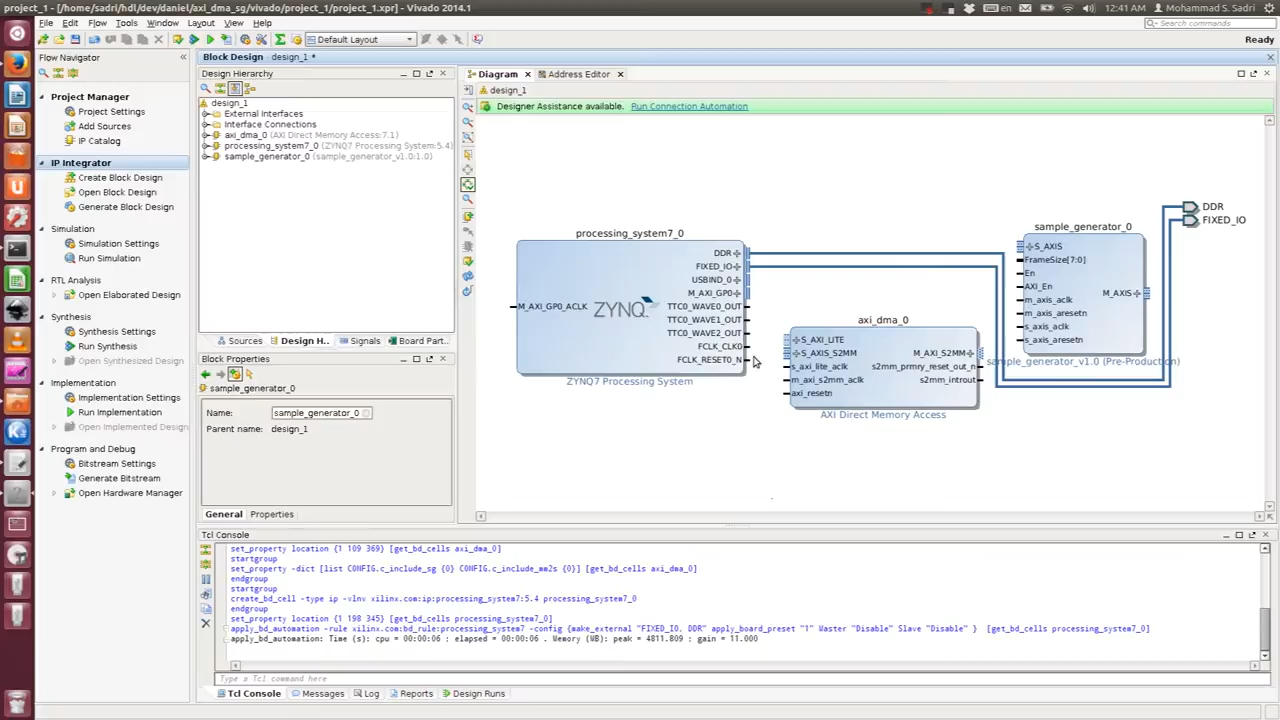 project_1 - [/home/sadri/hdl/dev/daniel/axi_dma_sg/vivado/project_1/project_1.xpr] - Vivado 2014.1
en
12:41 AM
Mohammad S. Sadri
File Edit Flow Tools Window Layout View Help
Search commands
Default Layout
Ready
Flow Navigator
Project Manager
Project Settings
Add Sources
IP Catalog
IP Integrator
Create Block Design
Open Block Design
Generate Block Design
Simulation
Simulation Settings
Run Simulation
RTL Analysis
Open Elaborated Design
Synthesis
Synthesis Settings
Run Synthesis
Open Synthesized Design
Implementation
Implementation Settings
Run Implementation
Open Implemented Design
Program and Debug
Bitstream Settings
Generate Bitstream
Open Hardware Manager
Block Design design_1 *
Design Hierarchy
design_1
External Interfaces
Interface Connections
axi_dma_0 (AXI Direct Memory Access:7.1)
processing_system7_0 (ZYNQ7 Processing System:5.4)
sample_generator_0 (sample_generator_v1.0:1.0)
Sources Design H... Signals Board Part...
Block Properties
sample_generator_0
Name: sample_generator_0
Parent name: design_1
General Properties
Diagram Address Editor
design_1
Designer Assistance available. Run Connection Automation
processing_system7_0
M_AXI_GP0_ACLK
ZYNQ
DDR
FIXED_IO
USBIND_0
M_AXI_GP0
TTC0_WAVE0_OUT
TTC0_WAVE1_OUT
TTC0_WAVE2_OUT
FCLK_CLK0
FCLK_RESET0_N
ZYNQ7 Processing System
axi_dma_0
S_AXI_LITE
S_AXIS_S2MM
s_axi_lite_aclk
m_axi_s2mm_aclk
axi_resetn
M_AXI_S2MM
s2mm_prmry_reset_out_n
s2mm_introut
AXI Direct Memory Access
sample_generator_0
S_AXIS
FrameSize[7:0]
En
AXI_En
m_axis_aclk
m_axis_aresetn
s_axis_aclk
s_axis_aresetn
M_AXIS
sample_generator_v1.0 (Pre-Production)
DDR
FIXED_IO
Tcl Console
set_property location {1 109 369} [get_bd_cells axi_dma_0]
startgroup
set_property -dict [list CONFIG.c_include_sg {0} CONFIG.c_include_mm2s {0}] [get_bd_cells axi_dma_0]
endgroup
startgroup
create_bd_cell -type ip -vlnv xilinx.com:ip:processing_system7:5.4 processing_system7_0
endgroup
set_property location {1 198 345} [get_bd_cells processing_system7_0]
apply_bd_automation -rule xilinx.com:bd_rule:processing_system7 -config {make_external "FIXED_IO, DDR" apply_board_preset "1" Master "Disable" Slave "Disable" } [get_bd_cells processing_system7_0]
apply_bd_automation: Time (s): cpu = 00:00:06 ; elapsed = 00:00:06 . Memory (MB): peak = 4811.809 ; gain = 11.000
Type a Tcl command here
Tcl Console Messages Log Reports Design Runs